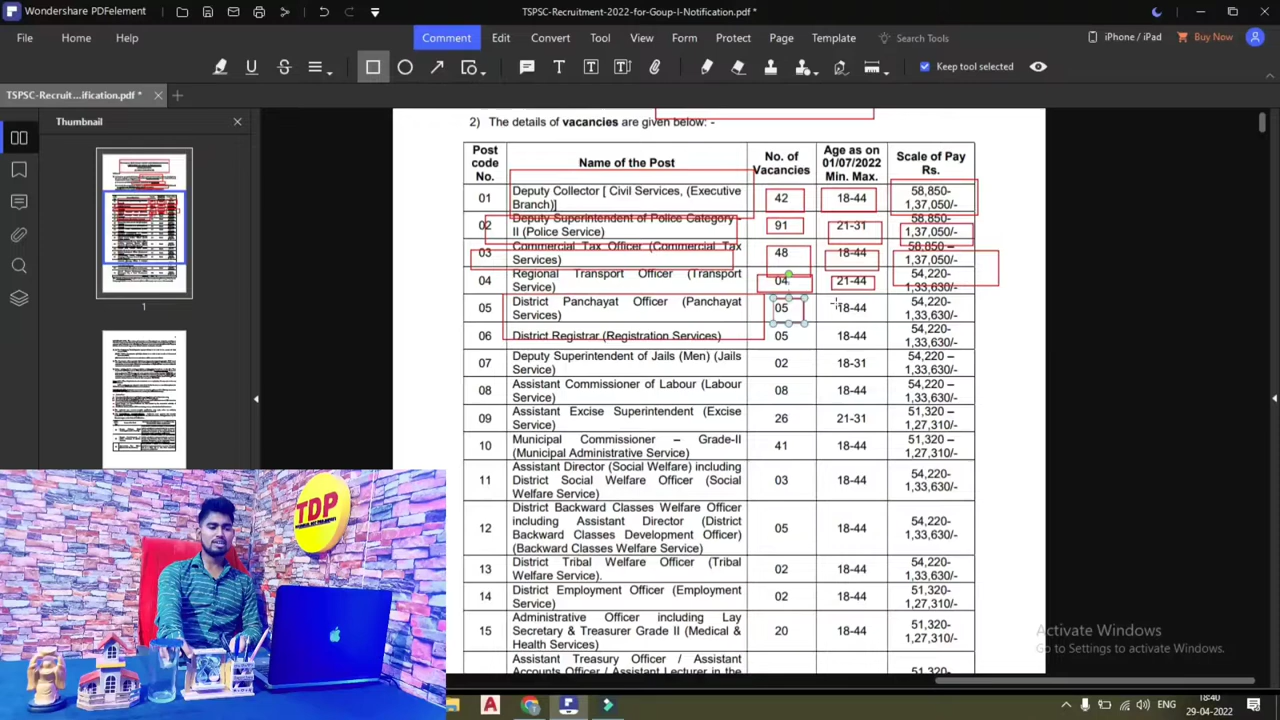 Wondershare PDFelement
TSPSC-Recruitment-2022-for-Goup-I-Notification.pdf *
File Home Help Comment Edit Convert Tool View Form Protect Page Template Search Tools iPhone / iPad Buy Now
Keep tool selected
TSPSC-Recruit...ification.pdf *
Thumbnail
1
2) The details of vacancies are given below: -
Post code No. Name of the Post No. of Vacancies Age as on 01/07/2022 Min. Max. Scale of Pay Rs.
01 Deputy Collector [ Civil Services, (Executive Branch)] 42 18-44 58,850-1,37,050/-
02 Deputy Superintendent of Police Category - II (Police Service) 91 21-31 58,850-1,37,050/-
03 Commercial Tax Officer (Commercial Tax Services) 48 18-44 58,850 – 1,37,050/-
04 Regional Transport Officer (Transport Service) 04 21-44 54,220-1,33,630/-
05 District Panchayat Officer (Panchayat Services) 05 18-44 54,220-1,33,630/-
06 District Registrar (Registration Services) 05 18-44 54,220-1,33,630/-
07 Deputy Superintendent of Jails (Men) (Jails Service) 02 18-31 54,220 – 1,33,630/-
08 Assistant Commissioner of Labour (Labour Service) 08 18-44 54,220 – 1,33,630/-
09 Assistant Excise Superintendent (Excise Service) 26 21-31 51,320 – 1,27,310/-
10 Municipal Commissioner – Grade-II (Municipal Administrative Service) 41 18-44 51,320 – 1,27,310/-
11 Assistant Director (Social Welfare) including District Social Welfare Officer (Social Welfare Service) 03 18-44 54,220-1,33,630/-
12 District Backward Classes Welfare Officer including Assistant Director (District Backward Classes Development Officer) (Backward Classes Welfare Service) 05 18-44 54,220-1,33,630/-
13 District Tribal Welfare Officer (Tribal Welfare Service). 02 18-44 54,220-1,33,630/-
14 District Employment Officer (Employment Service) 02 18-44 51,320-1,27,310/-
15 Administrative Officer including Lay Secretary & Treasurer Grade II (Medical & Health Services) 20 18-44 51,320-1,27,310/-
Assistant Treasury Officer / Assistant Accounts Officer / Assistant Lecturer in the 51,320-
TDP
Activate Windows
Go to Settings to activate Windows.
ENG
18:40
29-04-2022